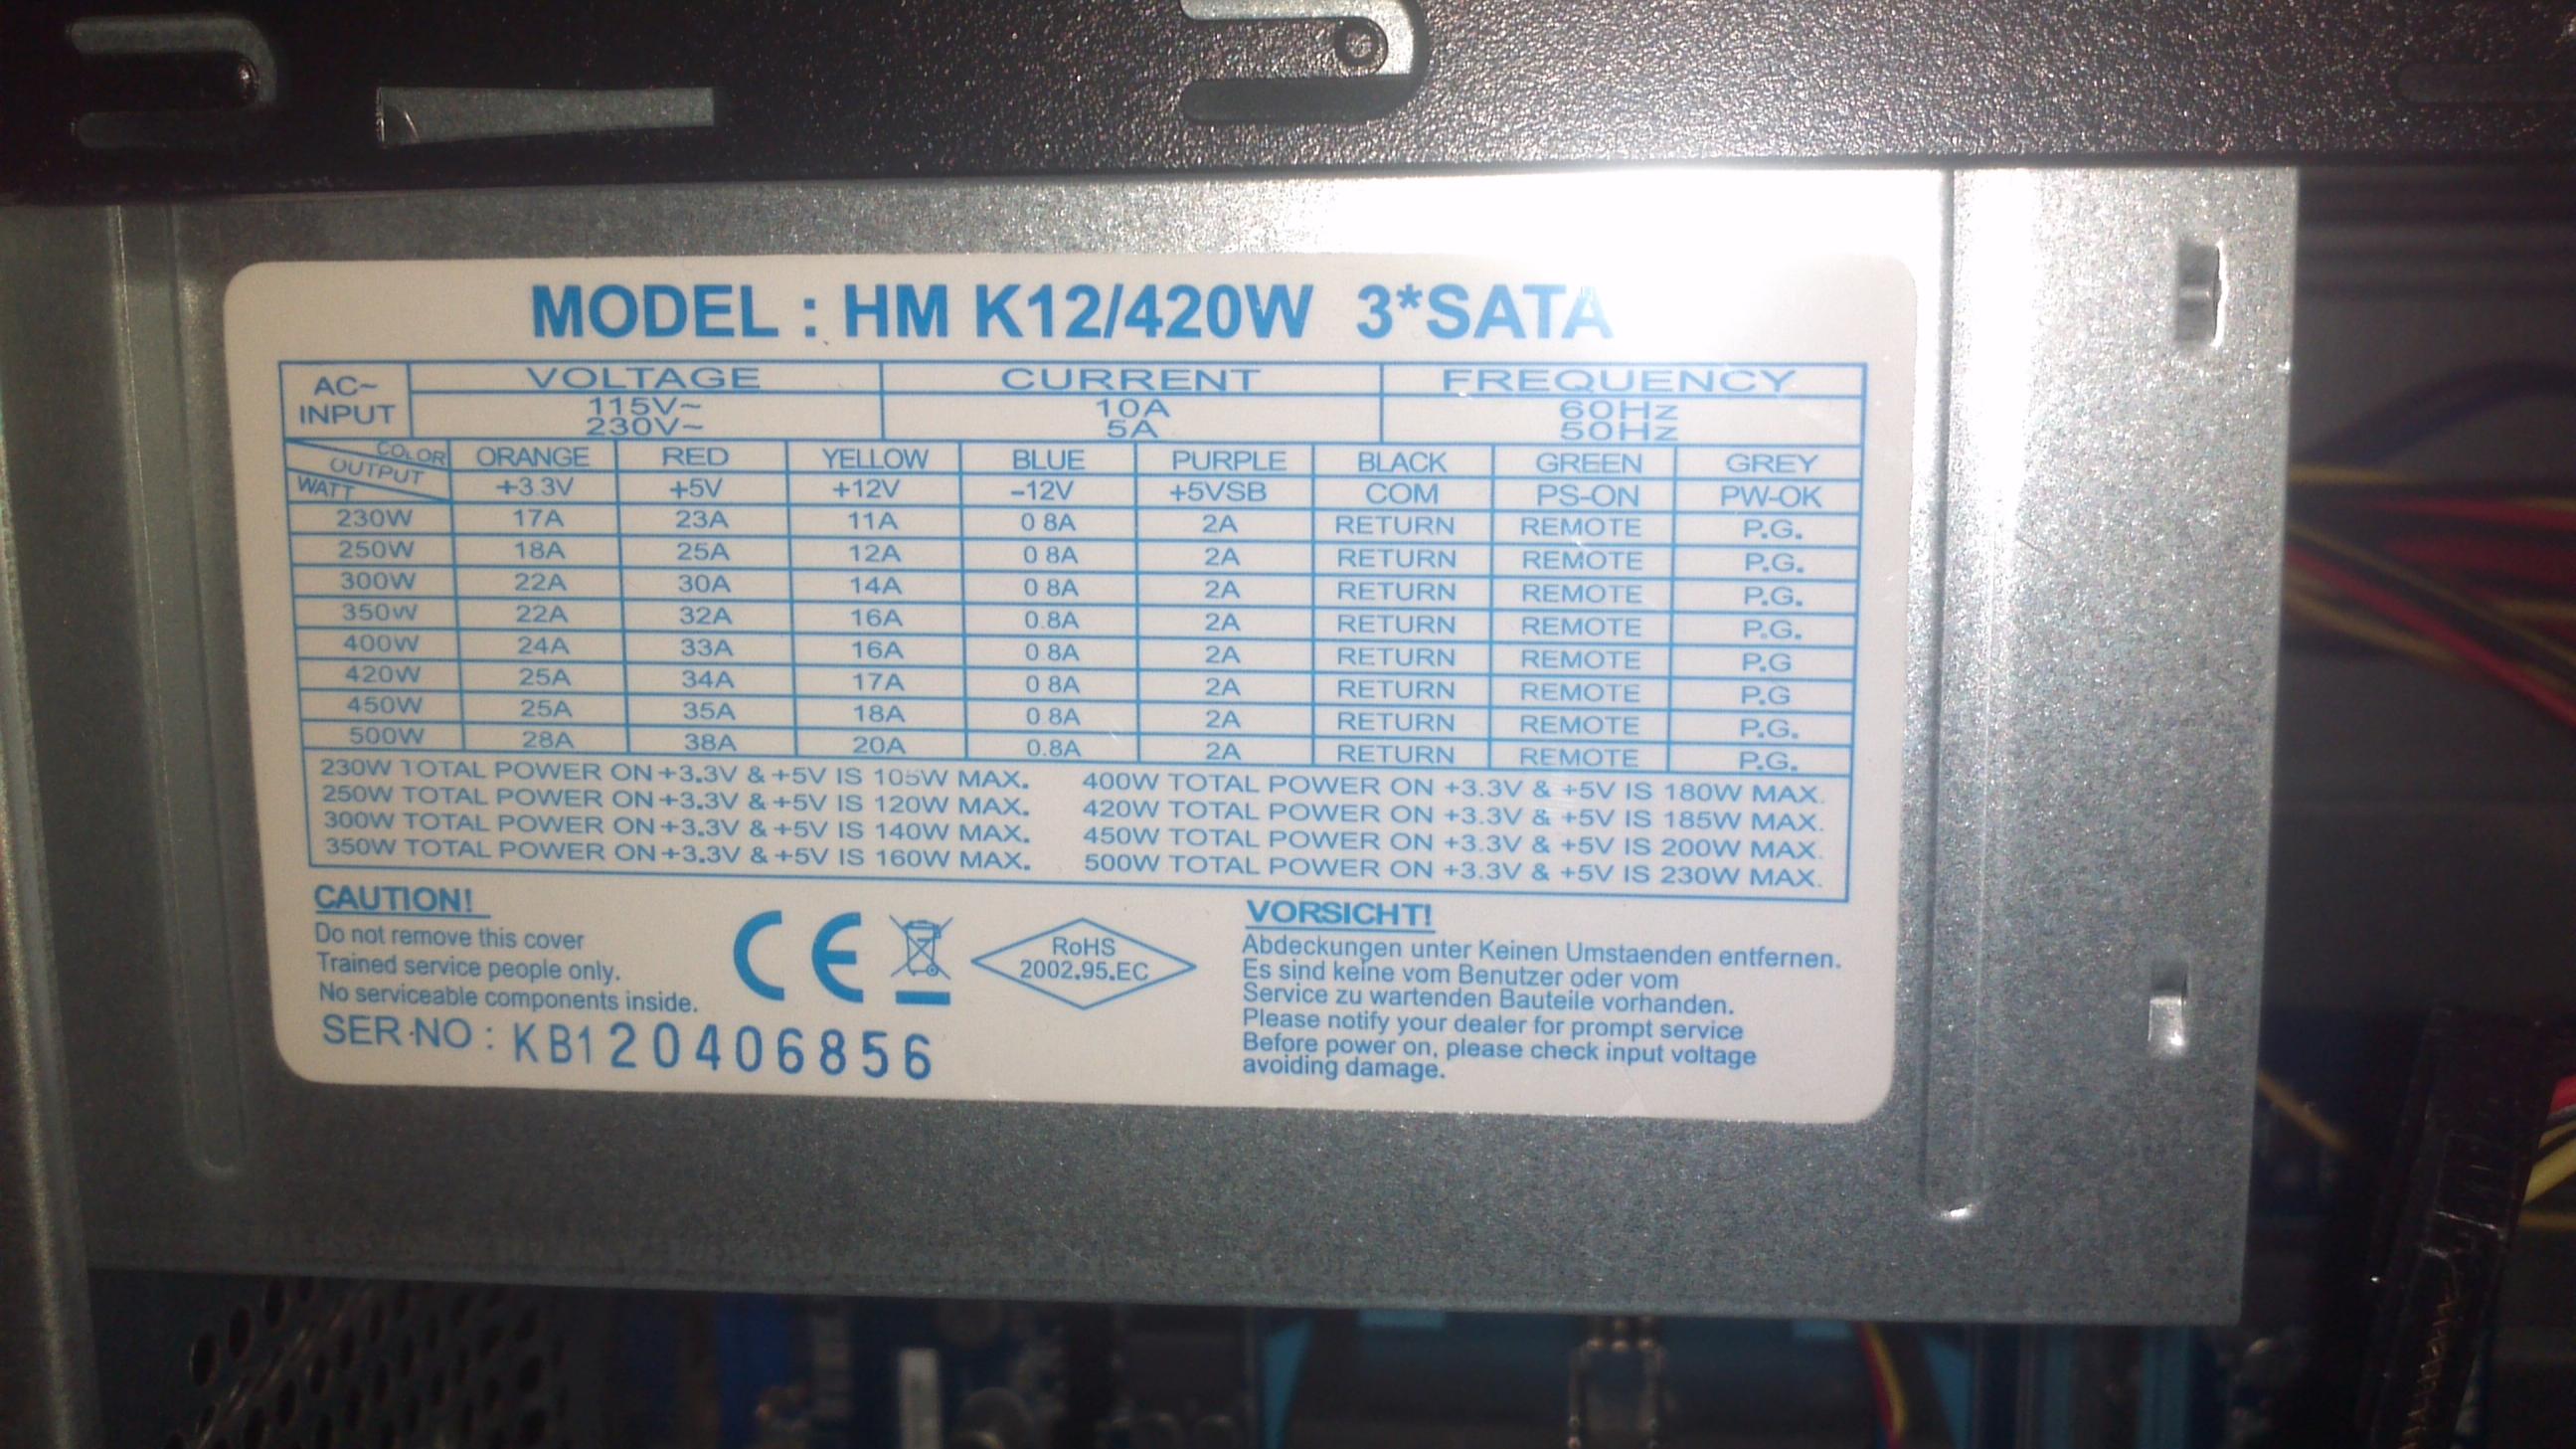 MODEL : HM K12/420W 3*SATA
AC~ INPUT VOLTAGE CURRENT FREQUENCY
115V~ 10A 60Hz
230V~ 5A 50Hz
COLOR ORANGE RED YELLOW BLUE PURPLE BLACK GREEN GREY
OUTPUT
WATT +3.3V +5V +12V -12V +5VSB COM PS-ON PW-OK
230W 17A 23A 11A 0 8A 2A RETURN REMOTE P.G.
250W 18A 25A 12A 0 8A 2A RETURN REMOTE P.G.
300W 22A 30A 14A 0 8A 2A RETURN REMOTE P.G.
350W 22A 32A 16A 0.8A 2A RETURN REMOTE P.G.
400W 24A 33A 16A 0 8A 2A RETURN REMOTE P.G
420W 25A 34A 17A 0 8A 2A RETURN REMOTE P.G
450W 25A 35A 18A 0 8A 2A RETURN REMOTE P.G.
500W 28A 38A 20A 0.8A 2A RETURN REMOTE P.G.
230W TOTAL POWER ON +3.3V & +5V IS 105W MAX. 400W TOTAL POWER ON +3.3V & +5V IS 180W MAX.
250W TOTAL POWER ON +3.3V & +5V IS 120W MAX. 420W TOTAL POWER ON +3.3V & +5V IS 185W MAX.
300W TOTAL POWER ON +3.3V & +5V IS 140W MAX. 450W TOTAL POWER ON +3.3V & +5V IS 200W MAX.
350W TOTAL POWER ON +3.3V & +5V IS 160W MAX. 500W TOTAL POWER ON +3.3V & +5V IS 230W MAX.
CAUTION!
Do not remove this cover
Trained service people only.
No serviceable components inside.
SER·NO : KB120406856
CE
RoHS
2002.95.EC
VORSICHT!
Abdeckungen unter Keinen Umstaenden entfernen.
Es sind keine vom Benutzer oder vom
Service zu wartenden Bauteile vorhanden.
Please notify your dealer for prompt service
Before power on, please check input voltage
avoiding damage.